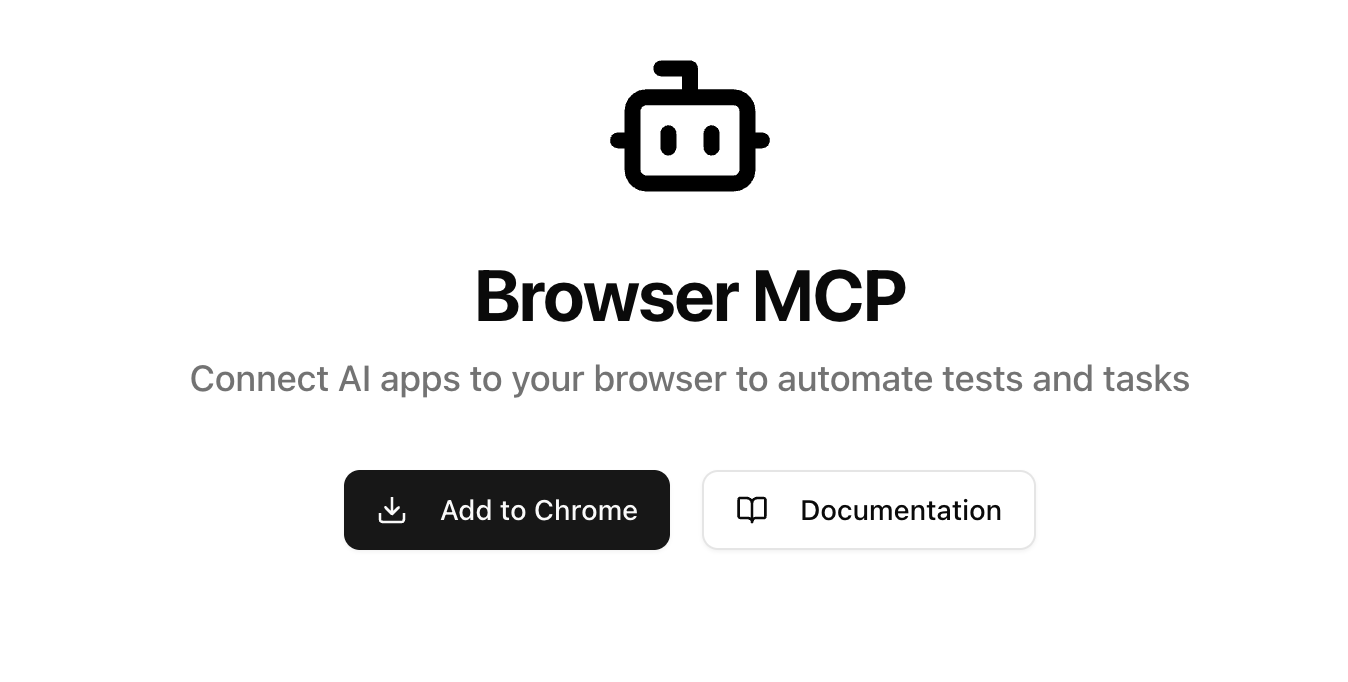 Browser MCP
Connect AI apps to your browser to automate tests and tasks
Add to Chrome
Documentation